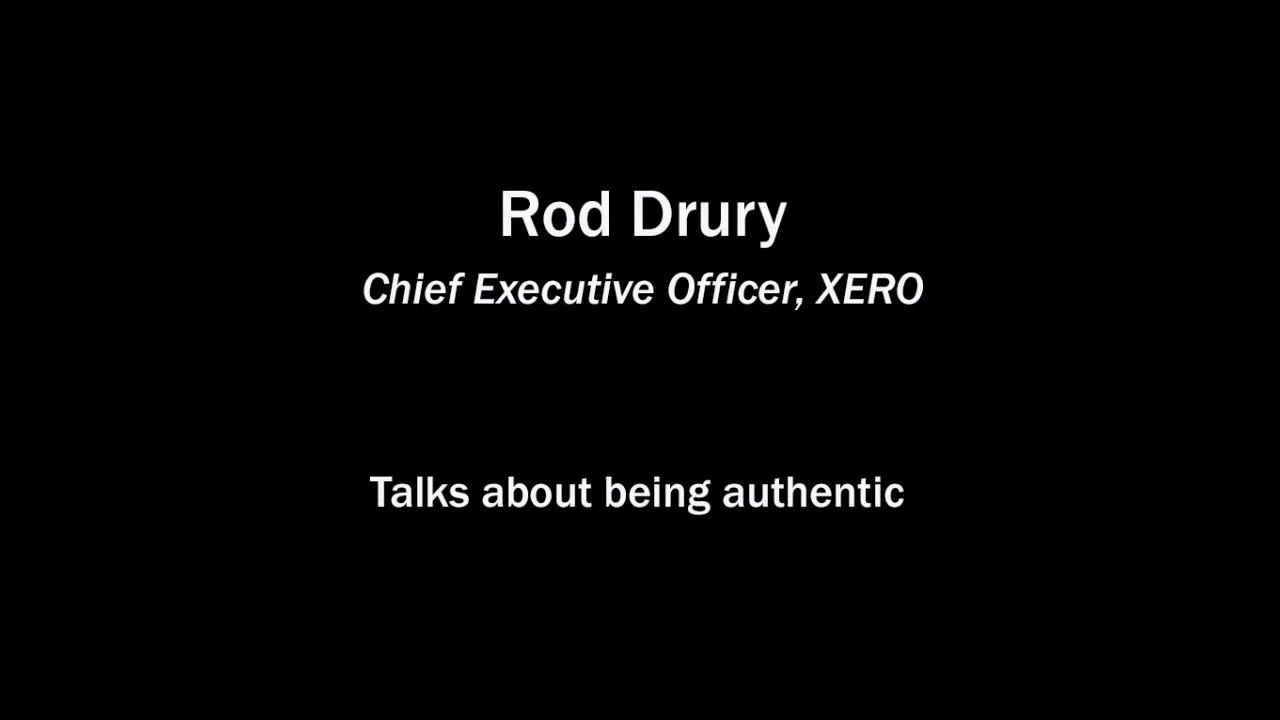 Rod Drury
Chief Executive Officer, XERO
Talks about being authentic